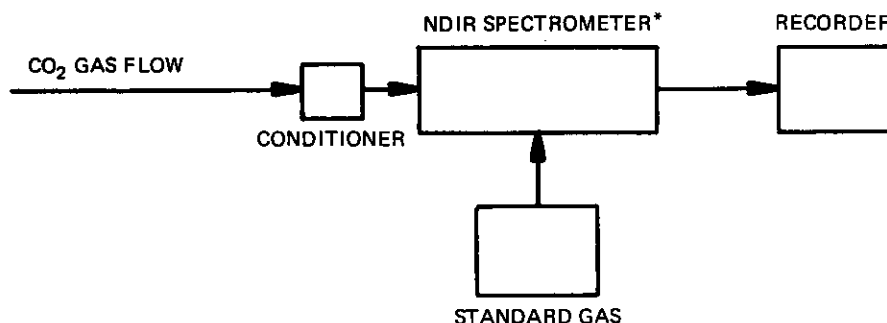 NDIR SPECTROMETER*
RECORDER
CO₂ GAS FLOW
CONDITIONER
STANDARD GAS